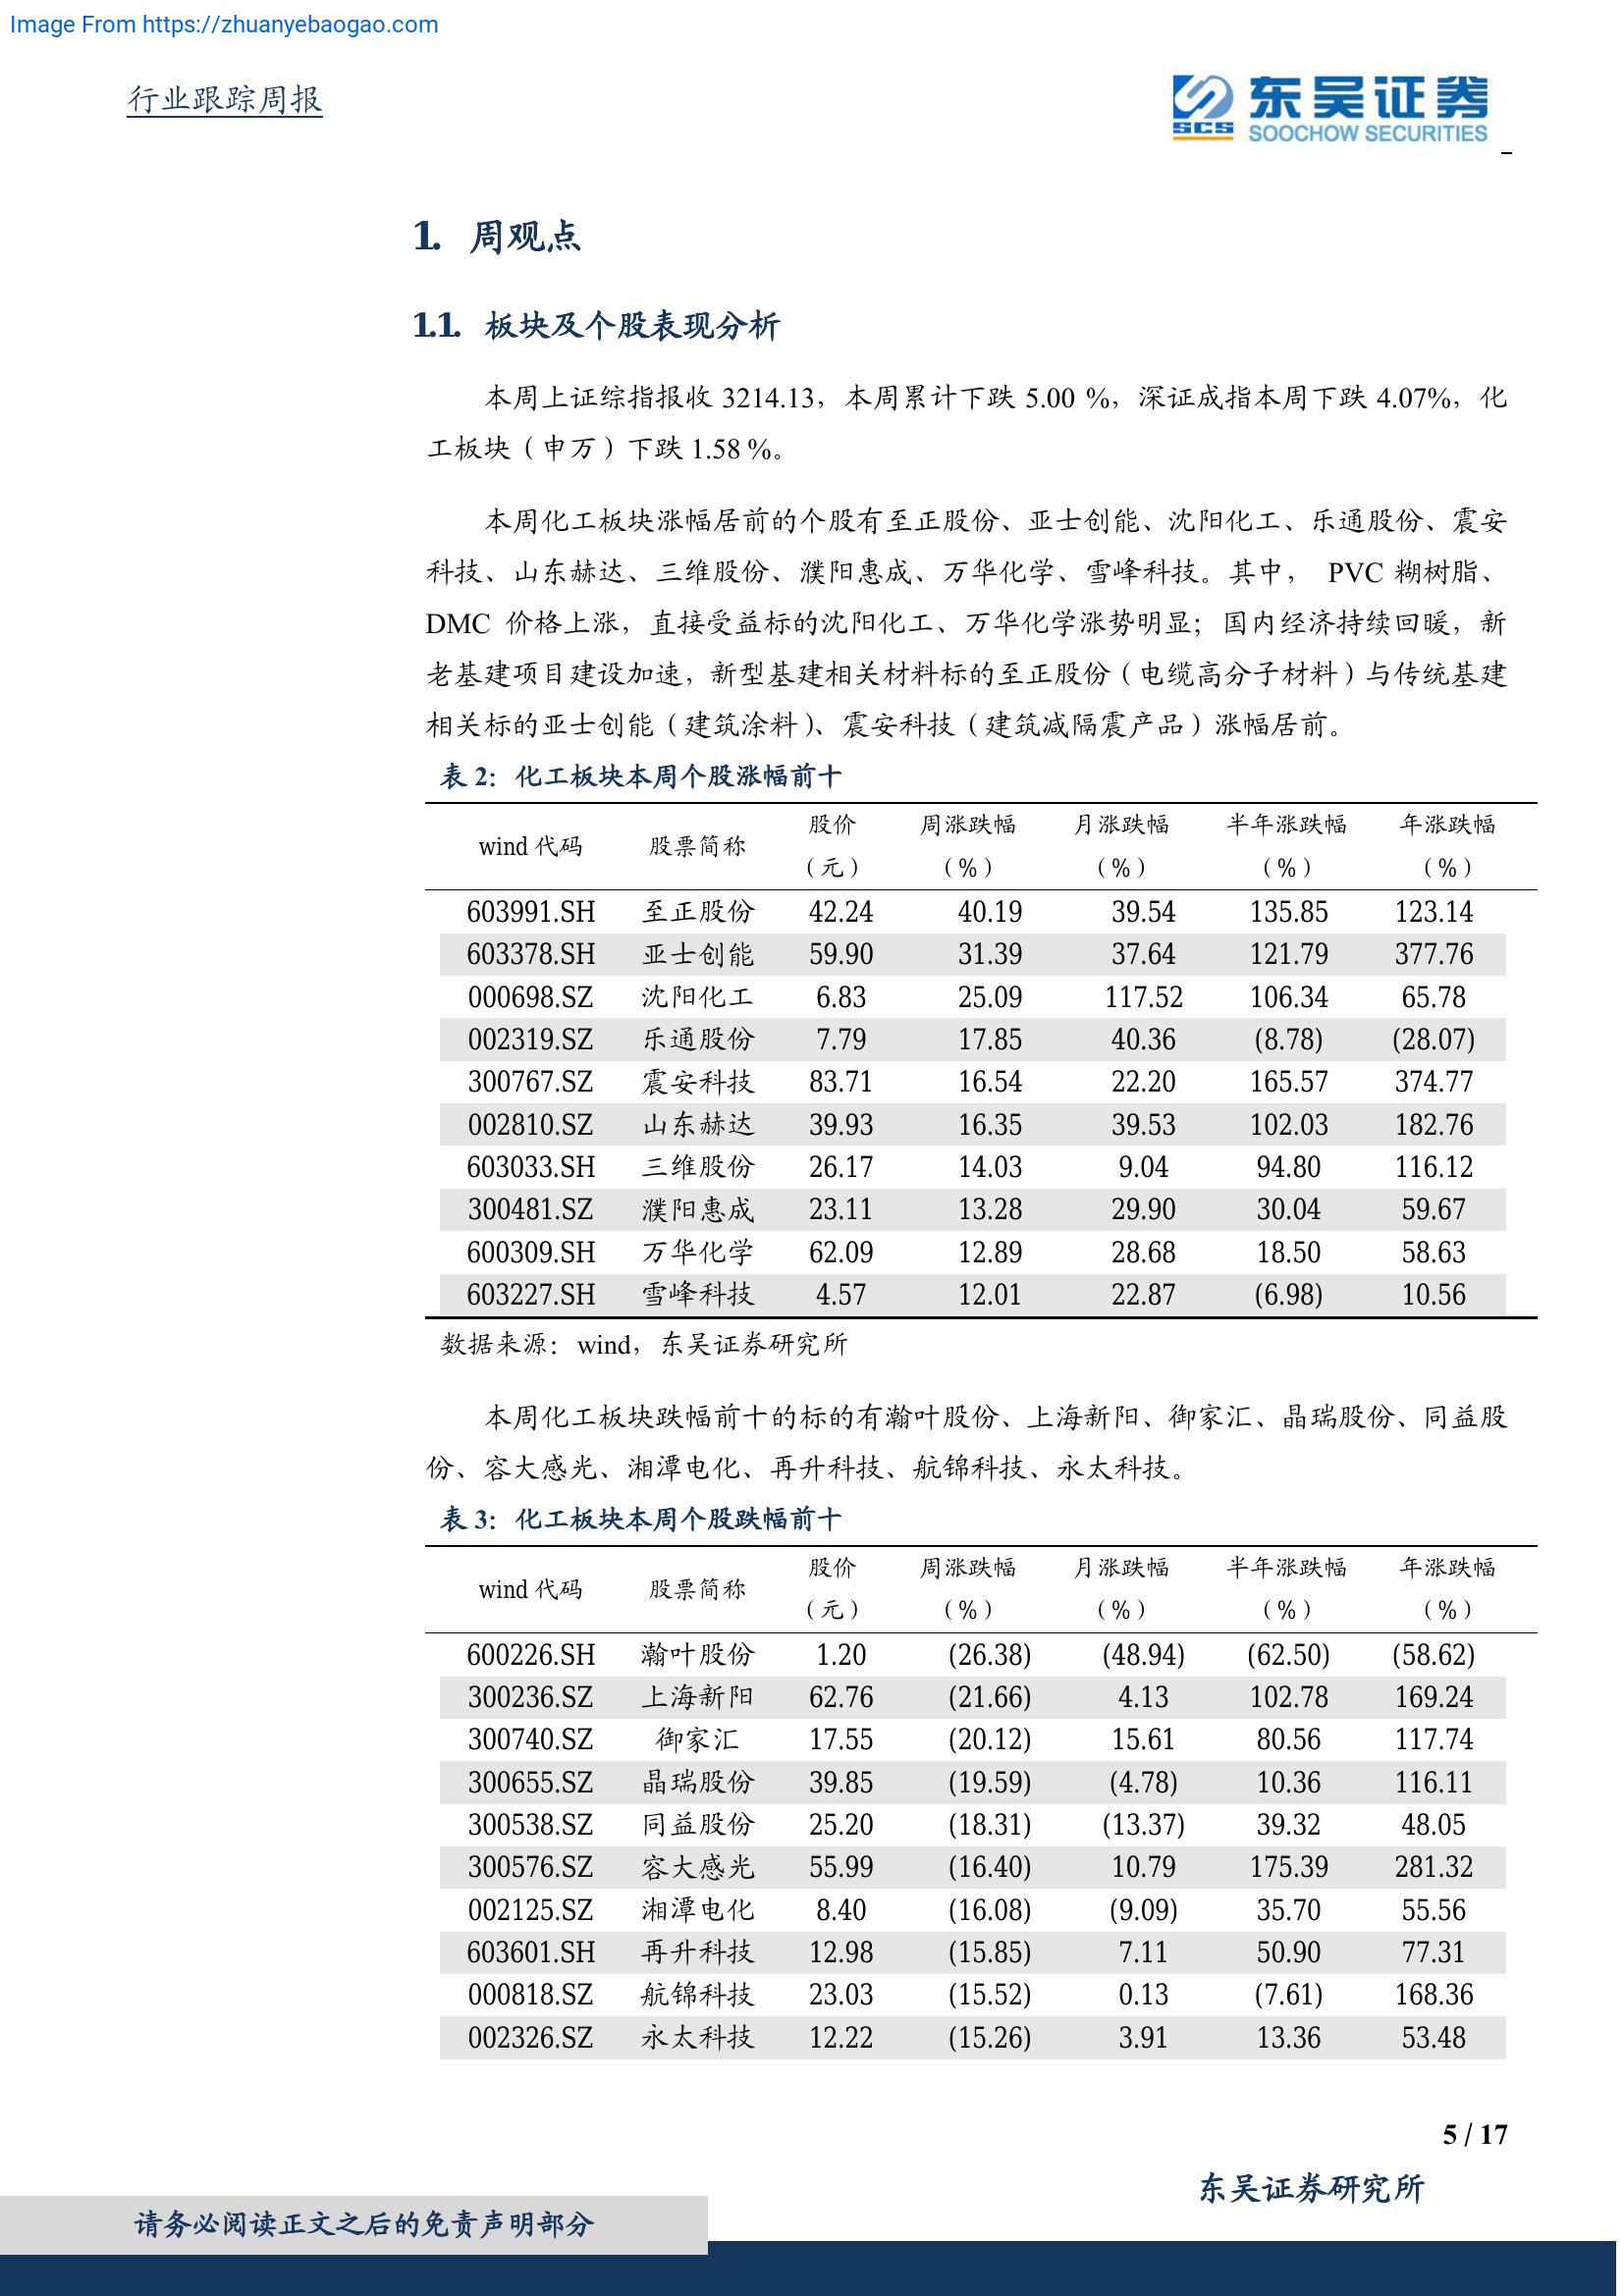 Image From https://zhuanyebaogao.com
行业跟踪周报
SCS 东吴证券
SOOCHOW SECURITIES
1. 周观点
1.1. 板块及个股表现分析
本周上证综指报收 3214.13，本周累计下跌 5.00 %，深证成指本周下跌 4.07%，化
工板块（申万）下跌 1.58 %。
本周化工板块涨幅居前的个股有至正股份、亚士创能、沈阳化工、乐通股份、震安
科技、山东赫达、三维股份、濮阳惠成、万华化学、雪峰科技。其中， PVC 糊树脂、
DMC 价格上涨，直接受益标的沈阳化工、万华化学涨势明显；国内经济持续回暖，新
老基建项目建设加速，新型基建相关材料标的至正股份（电缆高分子材料）与传统基建
相关标的亚士创能（建筑涂料）、震安科技（建筑减隔震产品）涨幅居前。
表 2：化工板块本周个股涨幅前十
wind 代码 股票简称 股价 周涨跌幅 月涨跌幅 半年涨跌幅 年涨跌幅
（元） （%） （%） （%） （%）
603991.SH 至正股份 42.24 40.19 39.54 135.85 123.14
603378.SH 亚士创能 59.90 31.39 37.64 121.79 377.76
000698.SZ 沈阳化工 6.83 25.09 117.52 106.34 65.78
002319.SZ 乐通股份 7.79 17.85 40.36 (8.78) (28.07)
300767.SZ 震安科技 83.71 16.54 22.20 165.57 374.77
002810.SZ 山东赫达 39.93 16.35 39.53 102.03 182.76
603033.SH 三维股份 26.17 14.03 9.04 94.80 116.12
300481.SZ 濮阳惠成 23.11 13.28 29.90 30.04 59.67
600309.SH 万华化学 62.09 12.89 28.68 18.50 58.63
603227.SH 雪峰科技 4.57 12.01 22.87 (6.98) 10.56
数据来源：wind，东吴证券研究所
本周化工板块跌幅前十的标的有瀚叶股份、上海新阳、御家汇、晶瑞股份、同益股
份、容大感光、湘潭电化、再升科技、航锦科技、永太科技。
表 3：化工板块本周个股跌幅前十
wind 代码 股票简称 股价 周涨跌幅 月涨跌幅 半年涨跌幅 年涨跌幅
（元） （%） （%） （%） （%）
600226.SH 瀚叶股份 1.20 (26.38) (48.94) (62.50) (58.62)
300236.SZ 上海新阳 62.76 (21.66) 4.13 102.78 169.24
300740.SZ 御家汇 17.55 (20.12) 15.61 80.56 117.74
300655.SZ 晶瑞股份 39.85 (19.59) (4.78) 10.36 116.11
300538.SZ 同益股份 25.20 (18.31) (13.37) 39.32 48.05
300576.SZ 容大感光 55.99 (16.40) 10.79 175.39 281.32
002125.SZ 湘潭电化 8.40 (16.08) (9.09) 35.70 55.56
603601.SH 再升科技 12.98 (15.85) 7.11 50.90 77.31
000818.SZ 航锦科技 23.03 (15.52) 0.13 (7.61) 168.36
002326.SZ 永太科技 12.22 (15.26) 3.91 13.36 53.48
5 / 17
东吴证券研究所
请务必阅读正文之后的免责声明部分